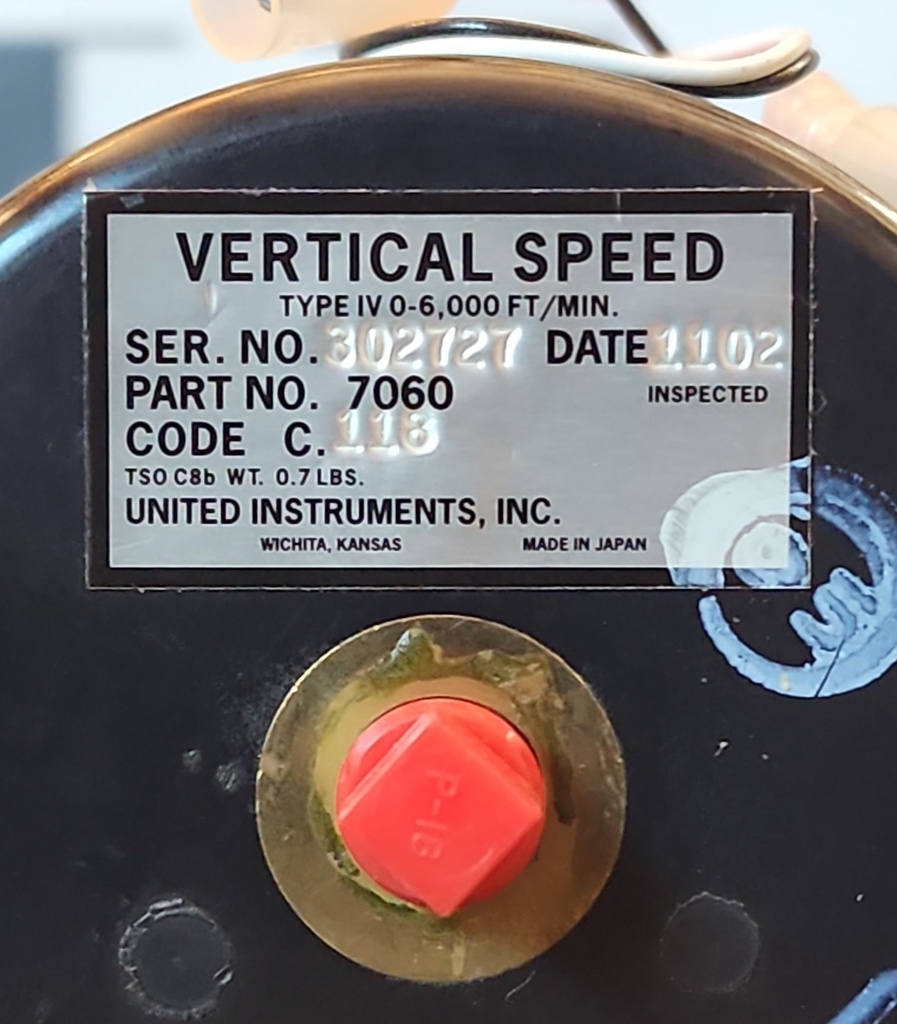 VERTICAL SPEED
TYPE IV 0-6,000 FT/MIN.
SER. NO. 302727 DATE 1102
PART NO. 7060 INSPECTED
CODE C.118
TSO C8b WT. 0.7 LBS.
UNITED INSTRUMENTS, INC.
WICHITA, KANSAS MADE IN JAPAN
P-18